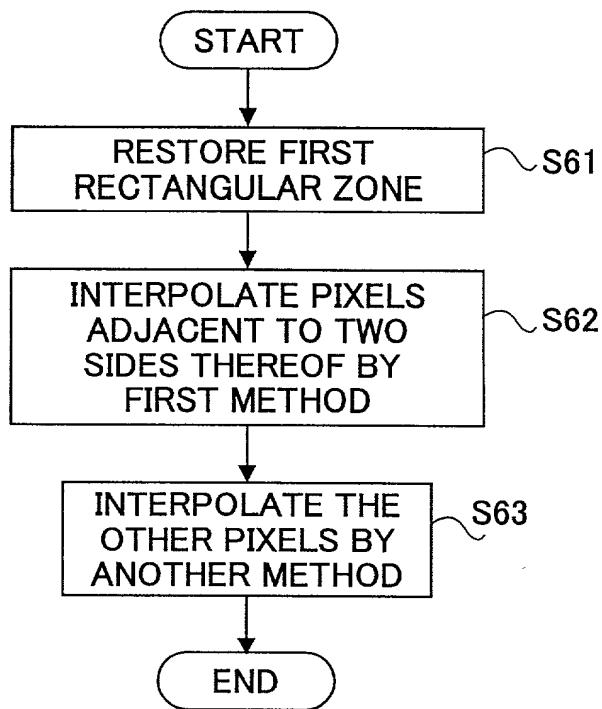 START
RESTORE FIRST
RECTANGULAR ZONE
S61
INTERPOLATE PIXELS
ADJACENT TO TWO
SIDES THEREOF BY
FIRST METHOD
S62
INTERPOLATE THE
OTHER PIXELS BY
ANOTHER METHOD
S63
END